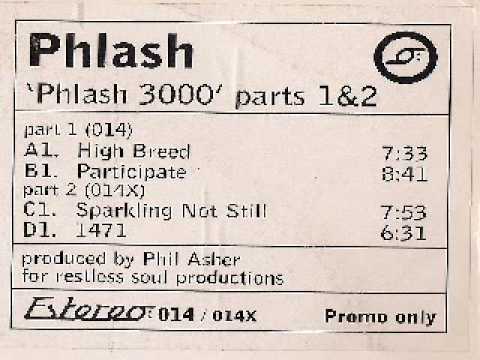 Phlash
‘Phlash 3000’ parts 1&2
part 1 (014)
A1. High Breed 7:33
B1. Participate 8:41
part 2 (014X)
C1. Sparkling Not Still 7:53
D1. 1471 6:31
produced by Phil Asher
for restless soul productions
Estereo: 014 / 014X Promo only